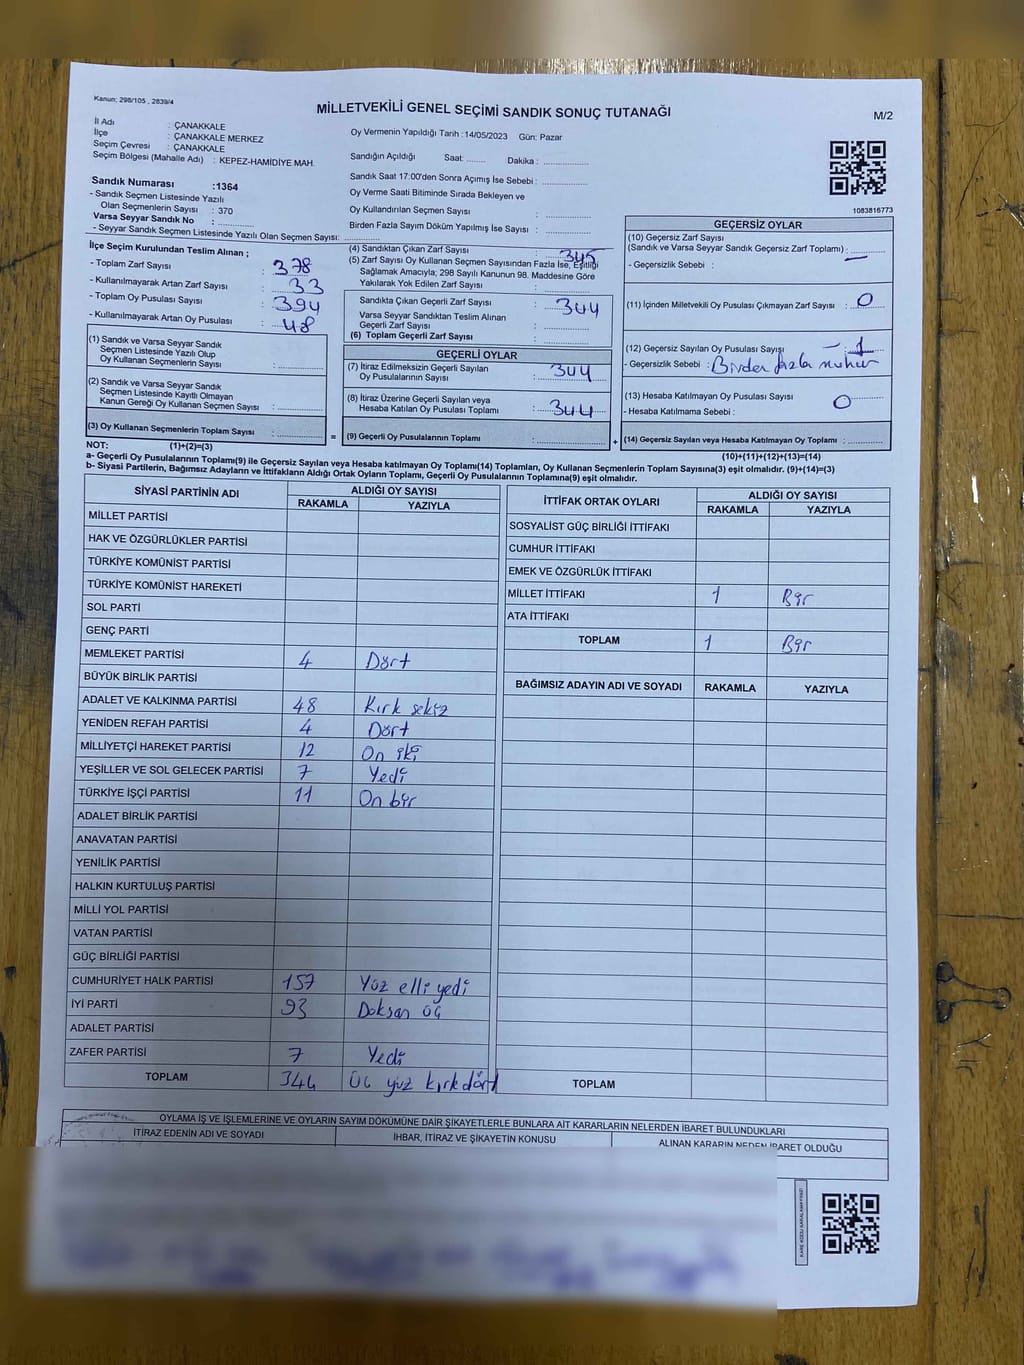 Kanun; 298/105 , 2839/4
MİLLETVEKİLİ GENEL SEÇİMİ SANDIK SONUÇ TUTANAĞI
M/2
İl Adı : ÇANAKKALE
İlçe : ÇANAKKALE MERKEZ
Seçim Çevresi : ÇANAKKALE
Seçim Bölgesi (Mahalle Adı) : KEPEZ-HAMİDİYE MAH.
Sandık Numarası :1364
- Sandık Seçmen Listesinde Yazılı
Olan Seçmenlerin Sayısı : 370
Varsa Seyyar Sandık No :
- Seyyar Sandık Seçmen Listesinde Yazılı Olan Seçmen Sayısı:
Oy Vermenin Yapıldığı Tarih :14/05/2023 Gün: Pazar
Sandığın Açıldığı Saat: ........ Dakika : ..................
Sandık Saat 17:00'den Sonra Açımış İse Sebebi : ..................
Oy Verme Saati Bitiminde Sırada Bekleyen ve
Oy Kullandırılan Seçmen Sayısı : ..................
Birden Fazla Sayım Döküm Yapılmış İse Sayısı : ..................
1083816773
İlçe Seçim Kurulundan Teslim Alınan ;
- Toplam Zarf Sayısı : 378
- Kullanılmayarak Artan Zarf Sayısı : 33
- Toplam Oy Pusulası Sayısı : 394
- Kullanılmayarak Artan Oy Pusulası : 48
(1) Sandık ve Varsa Seyyar Sandık
Seçmen Listesinde Yazılı Olup
Oy Kullanan Seçmenlerin Sayısı : ..................
(2) Sandık ve Varsa Seyyar Sandık
Seçmen Listesinde Kayıtlı Olmayan
Kanun Gereği Oy Kullanan Seçmen Sayısı : ..................
(3) Oy Kullanan Seçmenlerin Toplam Sayısı : ..................
(4) Sandıktan Çıkan Zarf Sayısı : 345
(5) Zarf Sayısı Oy Kullanan Seçmen Sayısından Fazla İse, Eşitliği
Sağlamak Amacıyla; 298 Sayılı Kanunun 98. Maddesine Göre
Yakılarak Yok Edilen Zarf Sayısı : ..................
Sandıkta Çıkan Geçerli Zarf Sayısı : 344
Varsa Seyyar Sandıktan Teslim Alınan
Geçerli Zarf Sayısı : ..................
(6) Toplam Geçerli Zarf Sayısı : ..................
GEÇERLİ OYLAR
(7) İtiraz Edilmeksizin Geçerli Sayılan
Oy Pusulalarının Sayısı : 344
(8) İtiraz Üzerine Geçerli Sayılan veya
Hesaba Katılan Oy Pusulası Toplamı : 344
= (9) Geçerli Oy Pusulalarının Toplamı : ..................
GEÇERSİZ OYLAR
(10) Geçersiz Zarf Sayısı
(Sandık ve Varsa Seyyar Sandık Geçersiz Zarf Toplamı) : —
- Geçersizlik Sebebi :
(11) İçinden Milletvekili Oy Pusulası Çıkmayan Zarf Sayısı : 0
(12) Geçersiz Sayılan Oy Pusulası Sayısı : 1
- Geçersizlik Sebebi : Birden fazla mühür
(13) Hesaba Katılmayan Oy Pusulası Sayısı : 0
- Hesaba Katılmama Sebebi :
+ (14) Geçersiz Sayılan veya Hesaba Katılmayan Oy Toplamı : ..........
NOT: (1)+(2)=(3)
(10)+(11)+(12)+(13)=(14)
a- Geçerli Oy Pusulalarının Toplamı(9) ile Geçersiz Sayılan veya Hesaba katılmayan Oy Toplamı(14) Toplamları, Oy Kullanan Seçmenlerin Toplam Sayısına(3) eşit olmalıdır. (9)+(14)=(3)
b- Siyasi Partilerin, Bağımsız Adayların ve İttifakların Aldığı Ortak Oyların Toplamı, Geçerli Oy Pusulalarının Toplamına(9) eşit olmalıdır.
SİYASİ PARTİNİN ADI ALDIĞI OY SAYISI
RAKAMLA YAZIYLA
MİLLET PARTİSİ
HAK VE ÖZGÜRLÜKLER PARTİSİ
TÜRKİYE KOMÜNİST PARTİSİ
TÜRKİYE KOMÜNİST HAREKETİ
SOL PARTİ
GENÇ PARTİ
MEMLEKET PARTİSİ 4 Dört
BÜYÜK BİRLİK PARTİSİ
ADALET VE KALKINMA PARTİSİ 48 Kırk sekiz
YENİDEN REFAH PARTİSİ 4 Dört
MİLLİYETÇİ HAREKET PARTİSİ 12 On iki
YEŞİLLER VE SOL GELECEK PARTİSİ 7 Yedi
TÜRKİYE İŞÇİ PARTİSİ 11 On bir
ADALET BİRLİK PARTİSİ
ANAVATAN PARTİSİ
YENİLİK PARTİSİ
HALKIN KURTULUŞ PARTİSİ
MİLLİ YOL PARTİSİ
VATAN PARTİSİ
GÜÇ BİRLİĞİ PARTİSİ
CUMHURİYET HALK PARTİSİ 157 Yüz elli yedi
İYİ PARTİ 93 Doksan üç
ADALET PARTİSİ
ZAFER PARTİSİ 7 Yedi
TOPLAM 344 Üç yüz kırk dört
İTTİFAK ORTAK OYLARI ALDIĞI OY SAYISI
RAKAMLA YAZIYLA
SOSYALİST GÜÇ BİRLİĞİ İTTİFAKI
CUMHUR İTTİFAKI
EMEK VE ÖZGÜRLÜK İTTİFAKI
MİLLET İTTİFAKI 1 Bir
ATA İTTİFAKI
TOPLAM 1 Bir
BAĞIMSIZ ADAYIN ADI VE SOYADI RAKAMLA YAZIYLA
TOPLAM
OYLAMA İŞ VE İŞLEMLERİNE VE OYLARIN SAYIM DÖKÜMÜNE DAİR ŞİKAYETLERLE BUNLARA AİT KARARLARIN NELERDEN İBARET BULUNDUKLARI
İTİRAZ EDENİN ADI VE SOYADI İHBAR, İTİRAZ VE ŞİKAYETİN KONUSU ALINAN KARARIN NEDEN İBARET OLDUĞU